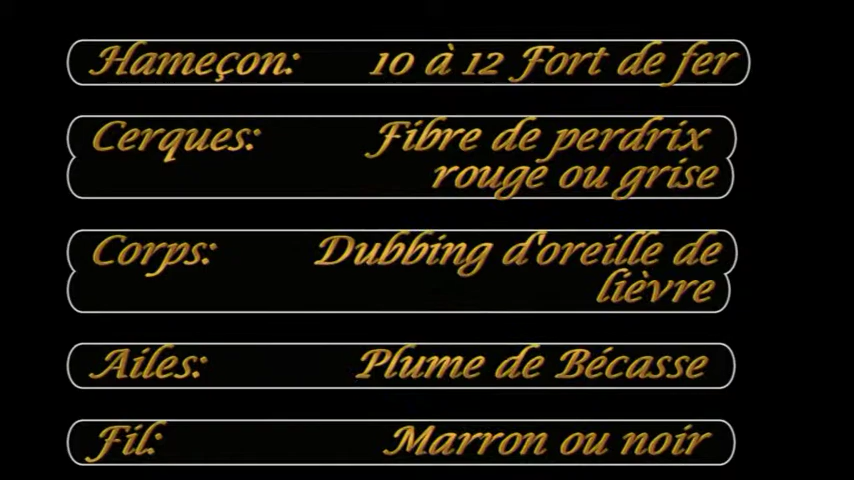 Hameçon: 10 à 12 Fort de fer
Cerques: Fibre de perdrix
rouge ou grise
Corps: Dubbing d'oreille de
lièvre
Ailes: Plume de Bécasse
Fil: Marron ou noir